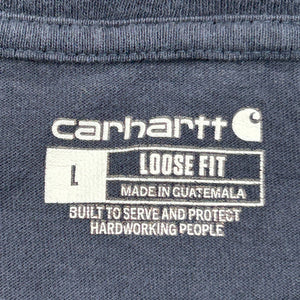 carhartt
L LOOSE FIT
MADE IN GUATEMALA
BUILT TO SERVE AND PROTECT
HARDWORKING PEOPLE